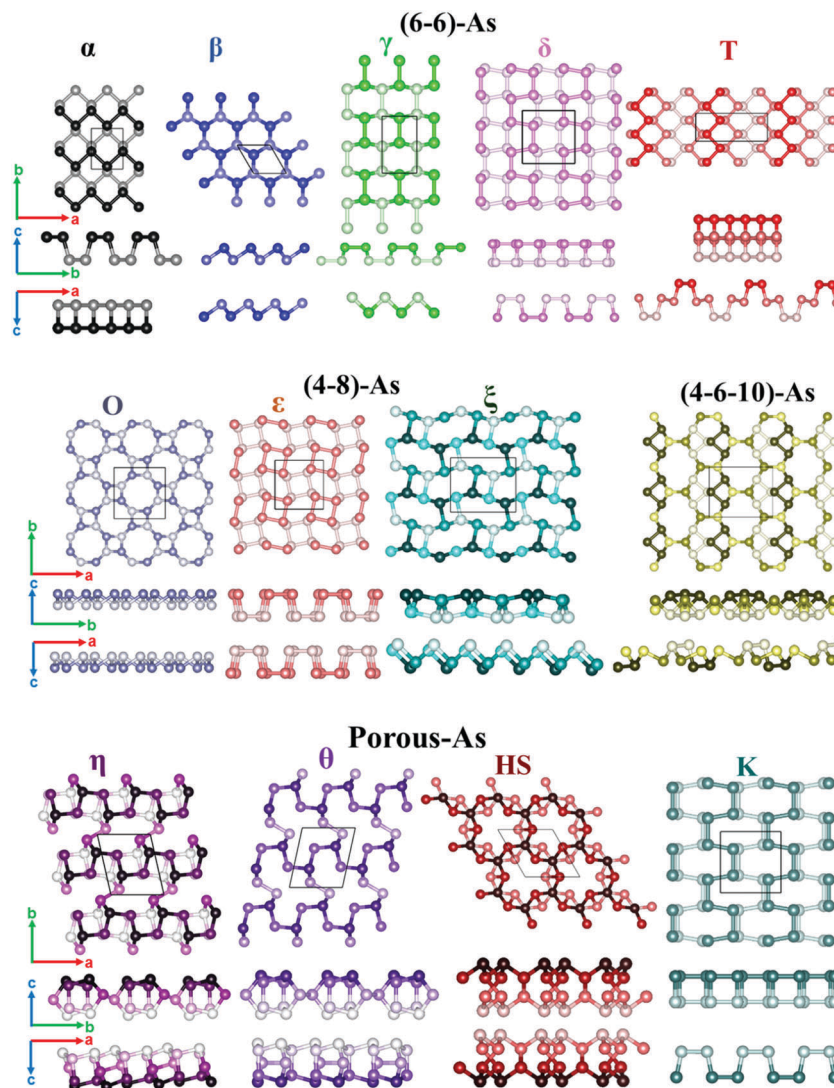 (6-6)-As
α β γ δ T
b
a
c
b
a
c
(4-8)-As (4-6-10)-As
O ε ξ
b
a
c
b
a
c
Porous-As
η θ HS K
b
a
c
b
a
c